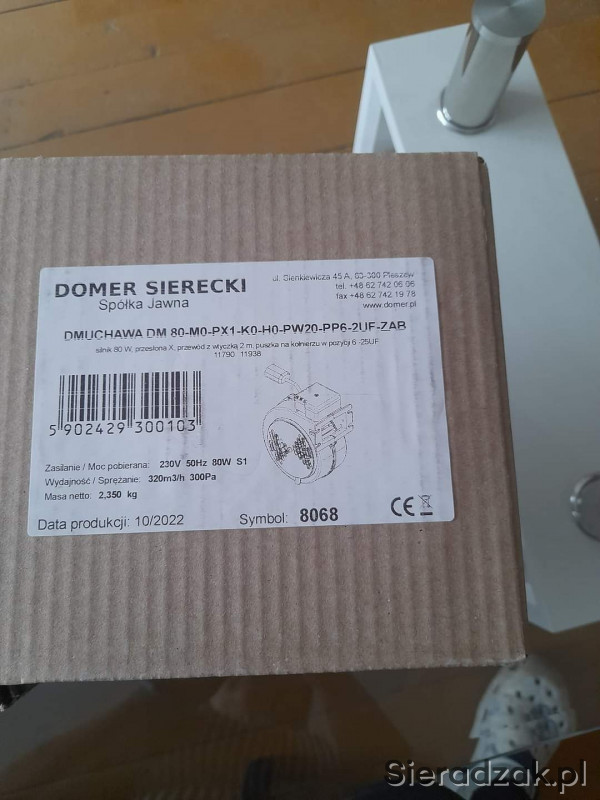 DOMER SIERECKI
Spółka Jawna
ul. Sienkiewicza 45 A, 63-300 Pleszew
tel. +48 62 742 06 06
fax +48 62 742 19 78
www.domer.pl
DMUCHAWA DM 80-M0-PX1-K0-H0-PW20-PP6-2UF-ZAB
silnik 80 W, przesłona X, przewód z wtyczką 2 m, puszka na kołnierzu w pozycji 6 -25UF
11790 11938
5 902429 300103
Zasilanie / Moc pobierana: 230V 50Hz 80W S1
Wydajność / Sprężanie: 320m3/h 300Pa
Masa netto: 2,350 kg
CE
Data produkcji: 10/2022
Symbol: 8068
Sieradzak.pl